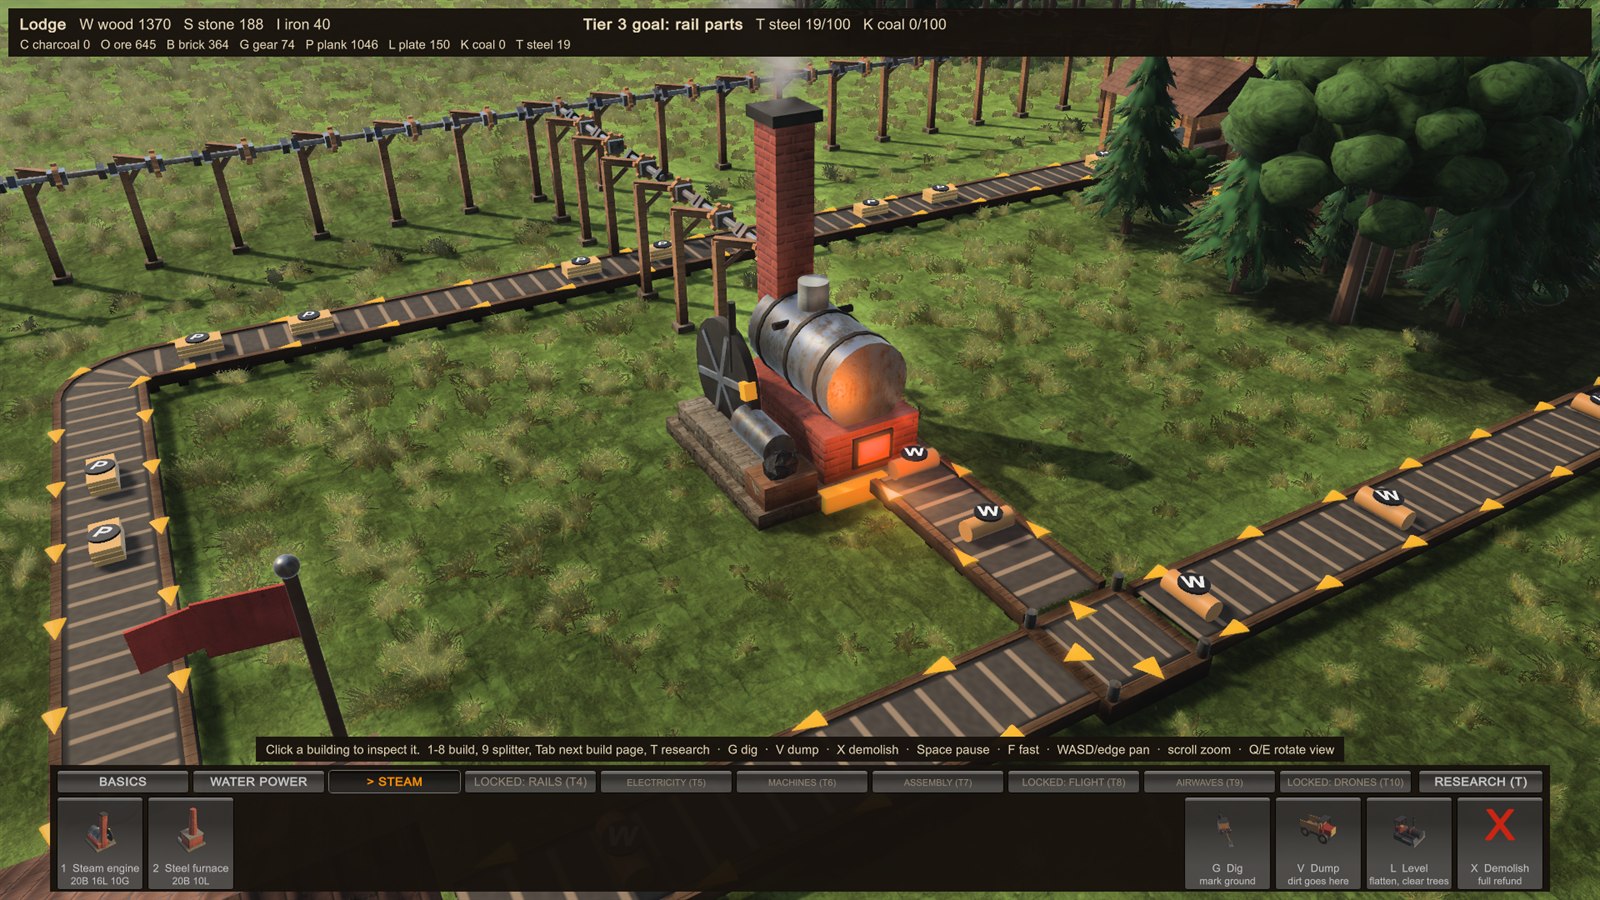 Lodge W wood 1370 S stone 188 I iron 40
Tier 3 goal: rail parts T steel 19/100 K coal 0/100
C charcoal 0 O ore 645 B brick 364 G gear 74 P plank 1046 L plate 150 K coal 0 T steel 19
P
P
P
P
P
P
P
P
W
W
W
W
W
Click a building to inspect it. 1-8 build, 9 splitter, Tab next build page, T research · G dig · V dump · X demolish · Space pause · F fast · WASD/edge pan · scroll zoom · Q/E rotate view
BASICS
WATER POWER
> STEAM
LOCKED: RAILS (T4)
ELECTRICITY (T5)
MACHINES (T6)
ASSEMBLY (T7)
LOCKED: FLIGHT (T8)
AIRWAVES (T9)
LOCKED: DRONES (T10)
RESEARCH (T)
1 Steam engine
20B 16L 10G
2 Steel furnace
20B 10L
G Dig
mark ground
V Dump
dirt goes here
L Level
flatten, clear trees
X Demolish
full refund